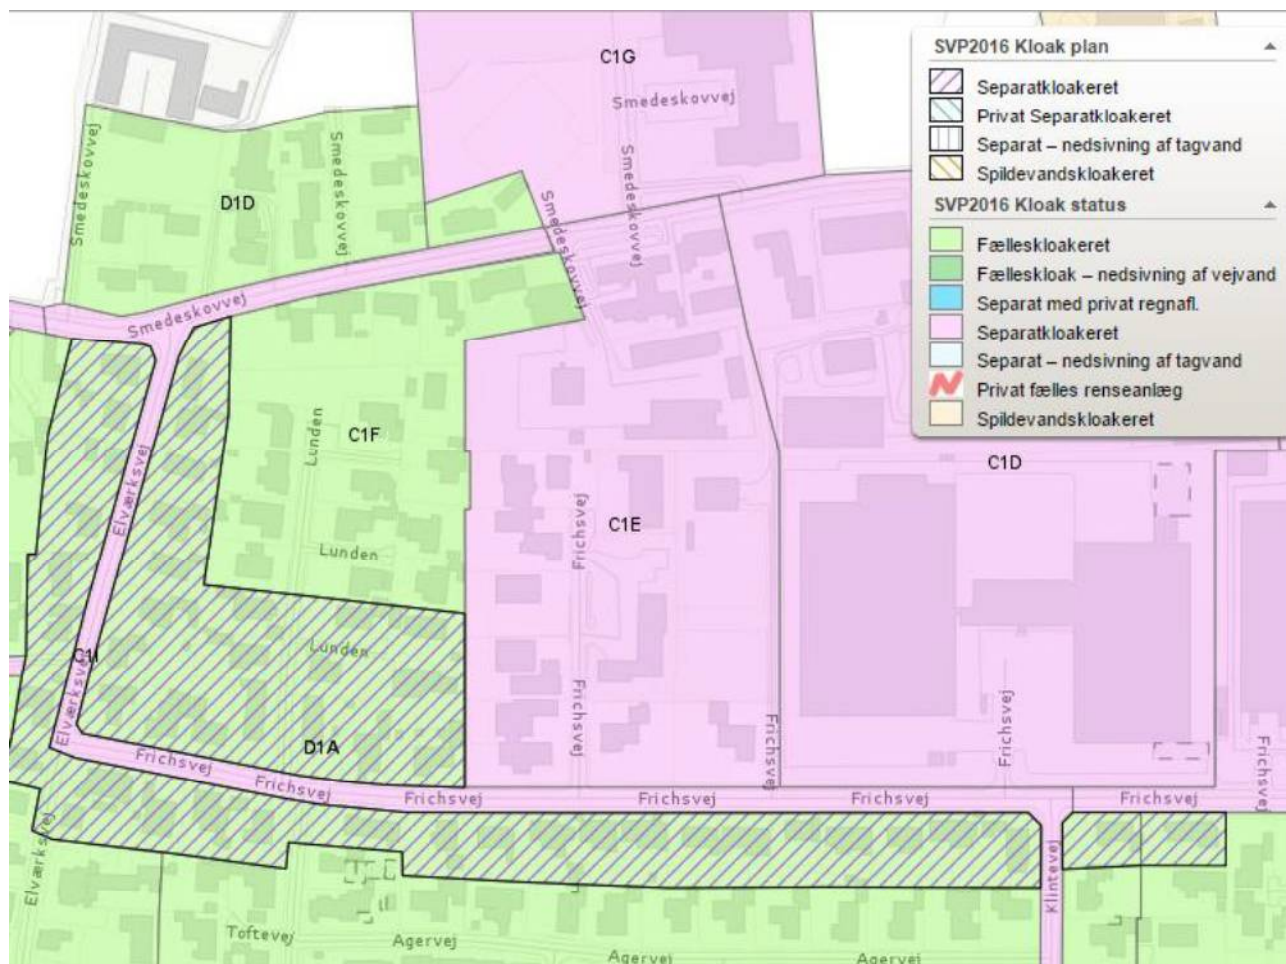 SVP2016 Kloak plan
Separatkloakeret
Privat Separatkloakeret
Separat – nedsivning af tagvand
Spildevandskloakeret
SVP2016 Kloak status
Fælleskloakeret
Fælleskloak – nedsivning af vejvand
Separat med privat regnafl.
Separatkloakeret
Separat – nedsivning af tagvand
Privat fælles renseanlæg
Spildevandskloakeret
C1G
Smedeskovvej
Smedeskovvej
Smedeskovvej
Smedeskovvej
D1D
Smedeskovvej
Smedeskovvej
Lunden
C1F
Elværksvej
C1D
Frichsvej
C1E
Lunden
Lunden
C1I
Elværksvej
Frichsvej
Frichsvej
Frichsvej
Frichsvej
D1A
Frichsvej
Frichsvej
Frichsvej
Frichsvej
Frichsvej
Frichsvej
Elværksvej
Klintevej
Toftevej
Agervej
Agervej
Agervej